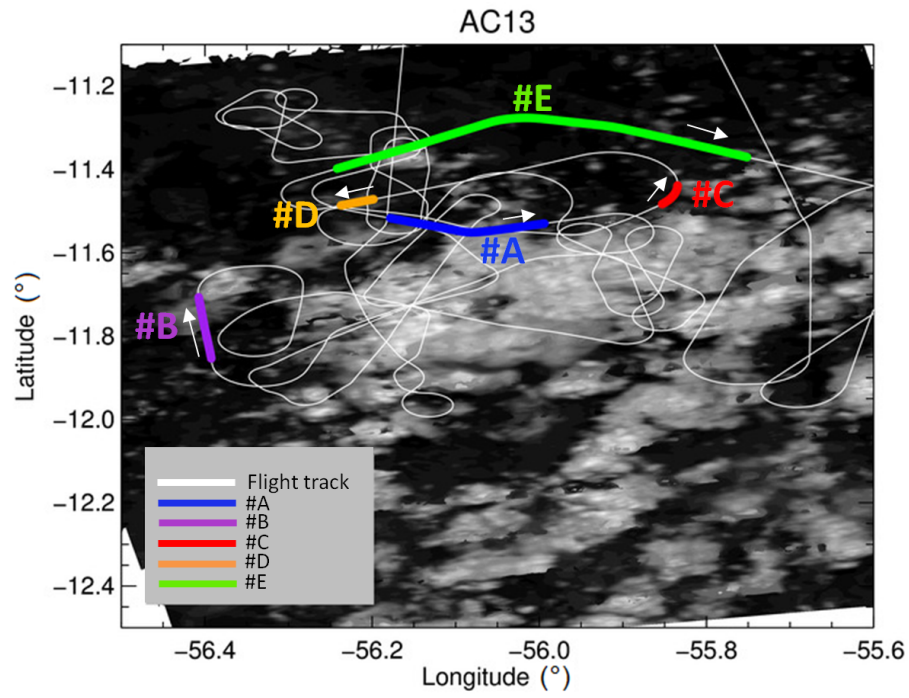 AC13
#E
#D
#C
#A
#B
−11.2
−11.4
−11.6
−11.8
−12.0
−12.2
−12.4
Latitude (°)
Flight track
#A
#B
#C
#D
#E
−56.4
−56.2
−56.0
−55.8
−55.6
Longitude (°)